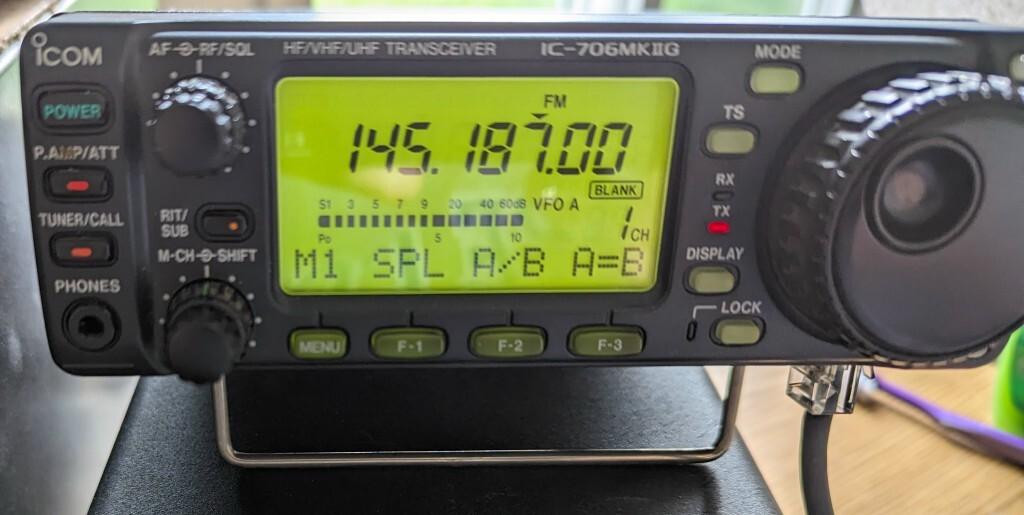 ICOM
AF RF/SQL
HF/VHF/UHF TRANSCEIVER
IC-706MKIIG
MODE
POWER
FM
TS
145.187.00
P.AMP/ATT
BLANK
RX
S1 3 5 7 9 20 40 60dB
VFO A
TUNER/CALL
RIT/
SUB
TX
Po 5 10
1CH
M-CH SHIFT
M1 SPL A/B A=B
DISPLAY
PHONES
LOCK
MENU
F-1
F-2
F-3